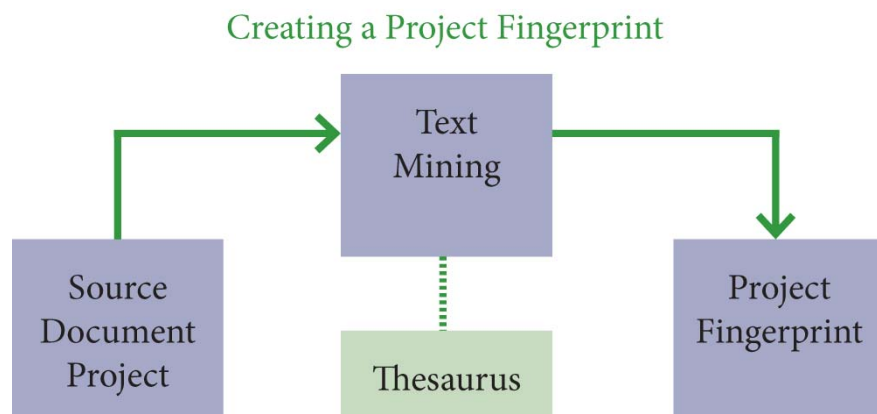 Creating a Project Fingerprint
Text
Mining
Source
Document
Project
Project
Fingerprint
Thesaurus